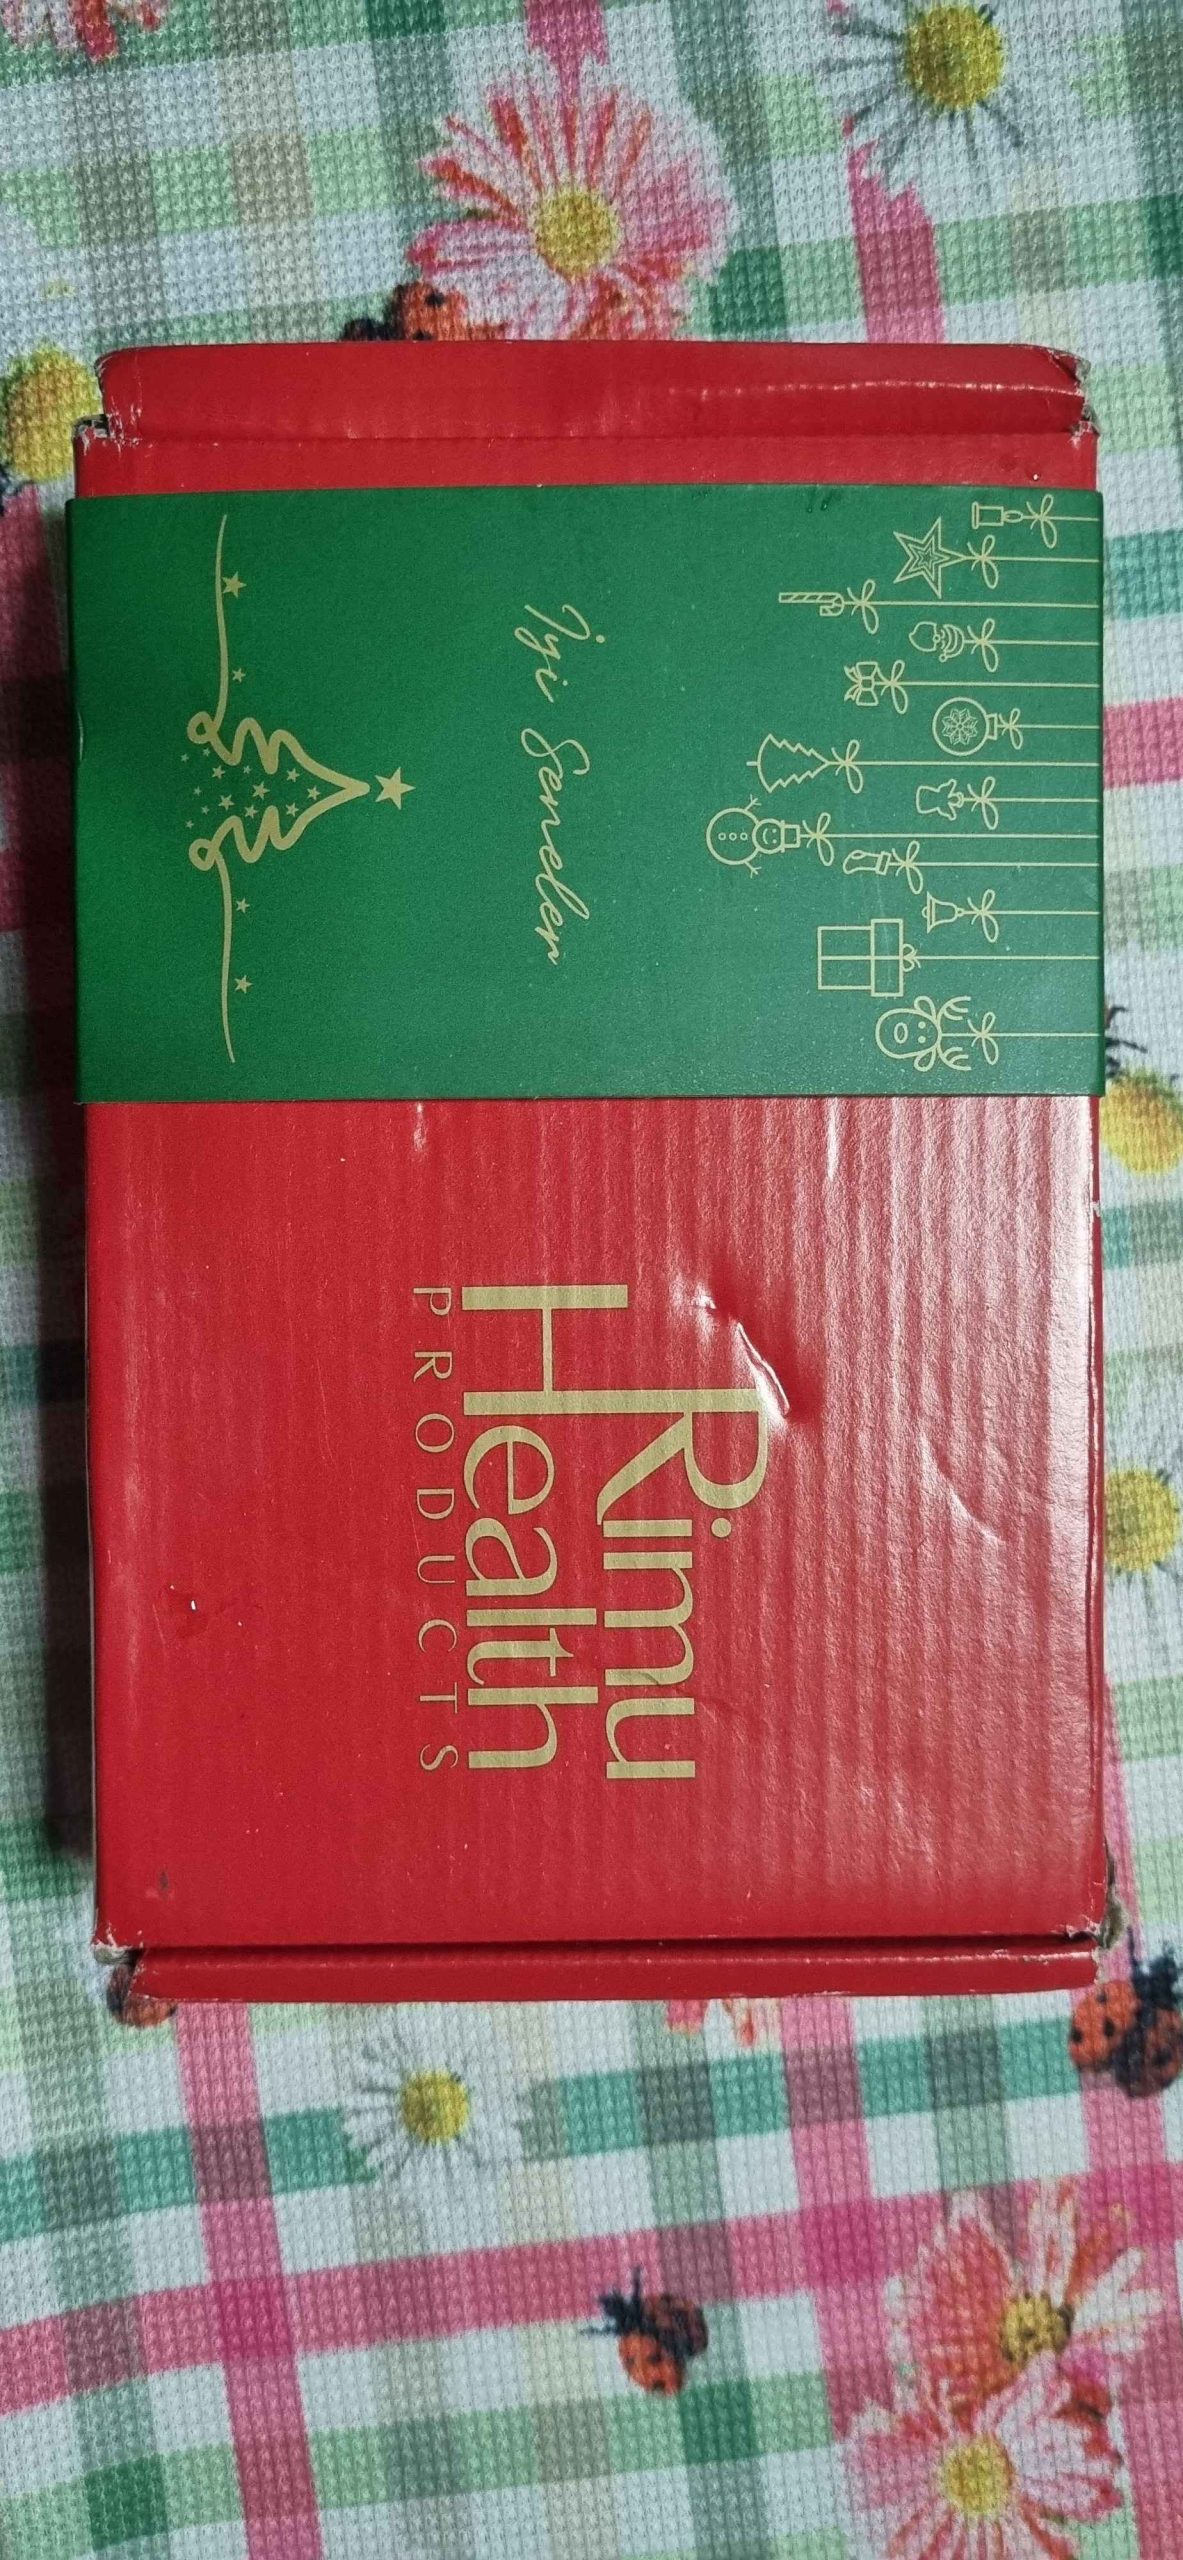 İyi Seneler
Rimu
Health
PRODUCTS